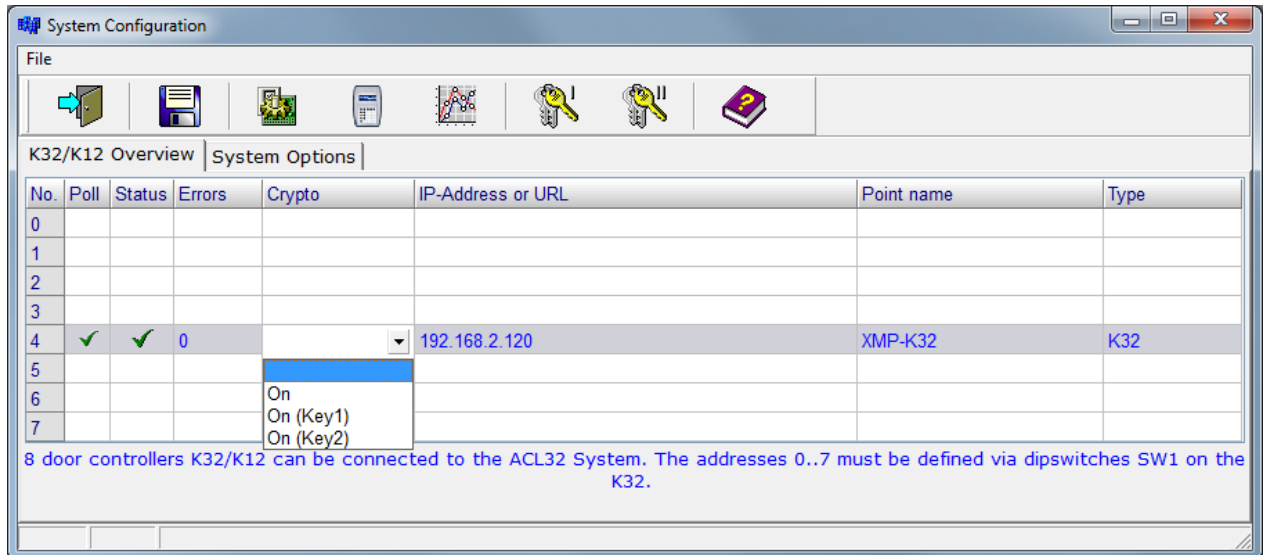 System Configuration
File
I II
K32/K12 Overview System Options
No. Poll Status Errors Crypto IP-Address or URL Point name Type
0
1
2
3
4 0 192.168.2.120 XMP-K32 K32
5
On
6
On (Key1)
7
On (Key2)
8 door controllers K32/K12 can be connected to the ACL32 System. The addresses 0..7 must be defined via dipswitches SW1 on the
K32.